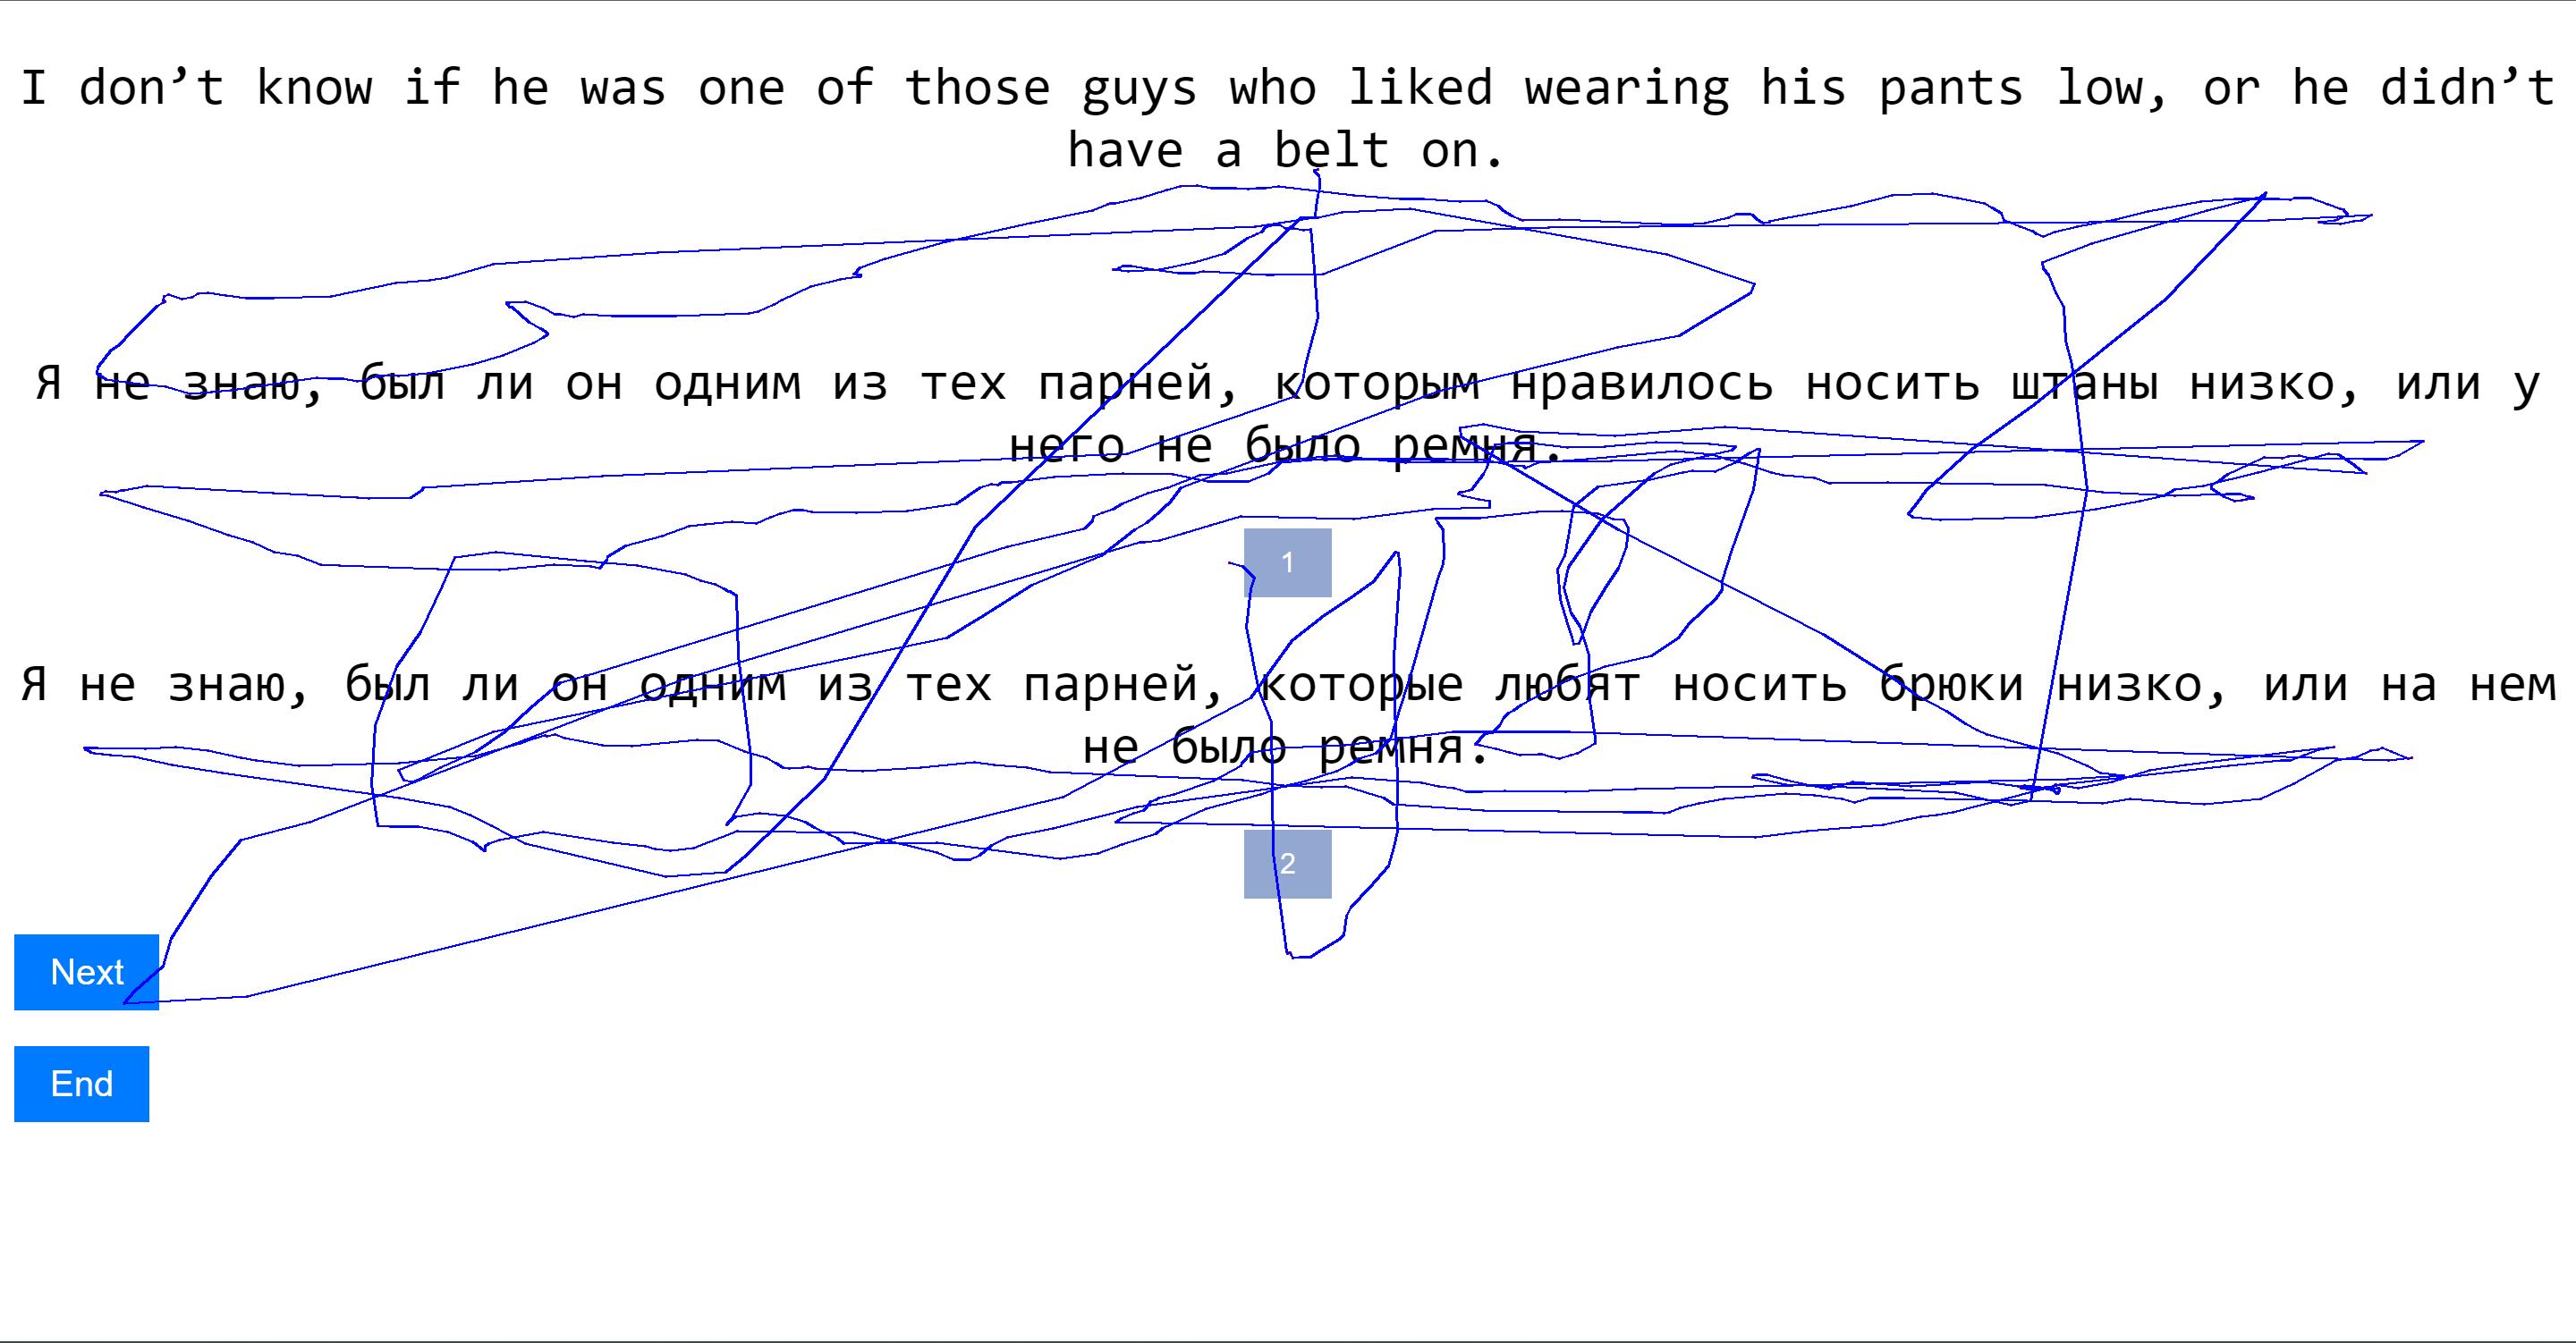 I don’t know if he was one of those guys who liked wearing his pants low, or he didn’t
have a belt on.
Я не знаю, был ли он одним из тех парней, которым нравилось носить штаны низко, или у
него не было ремня.
1
Я не знаю, был ли он одним из тех парней, которые любят носить брюки низко, или на нем
не было ремня.
2
Next
End